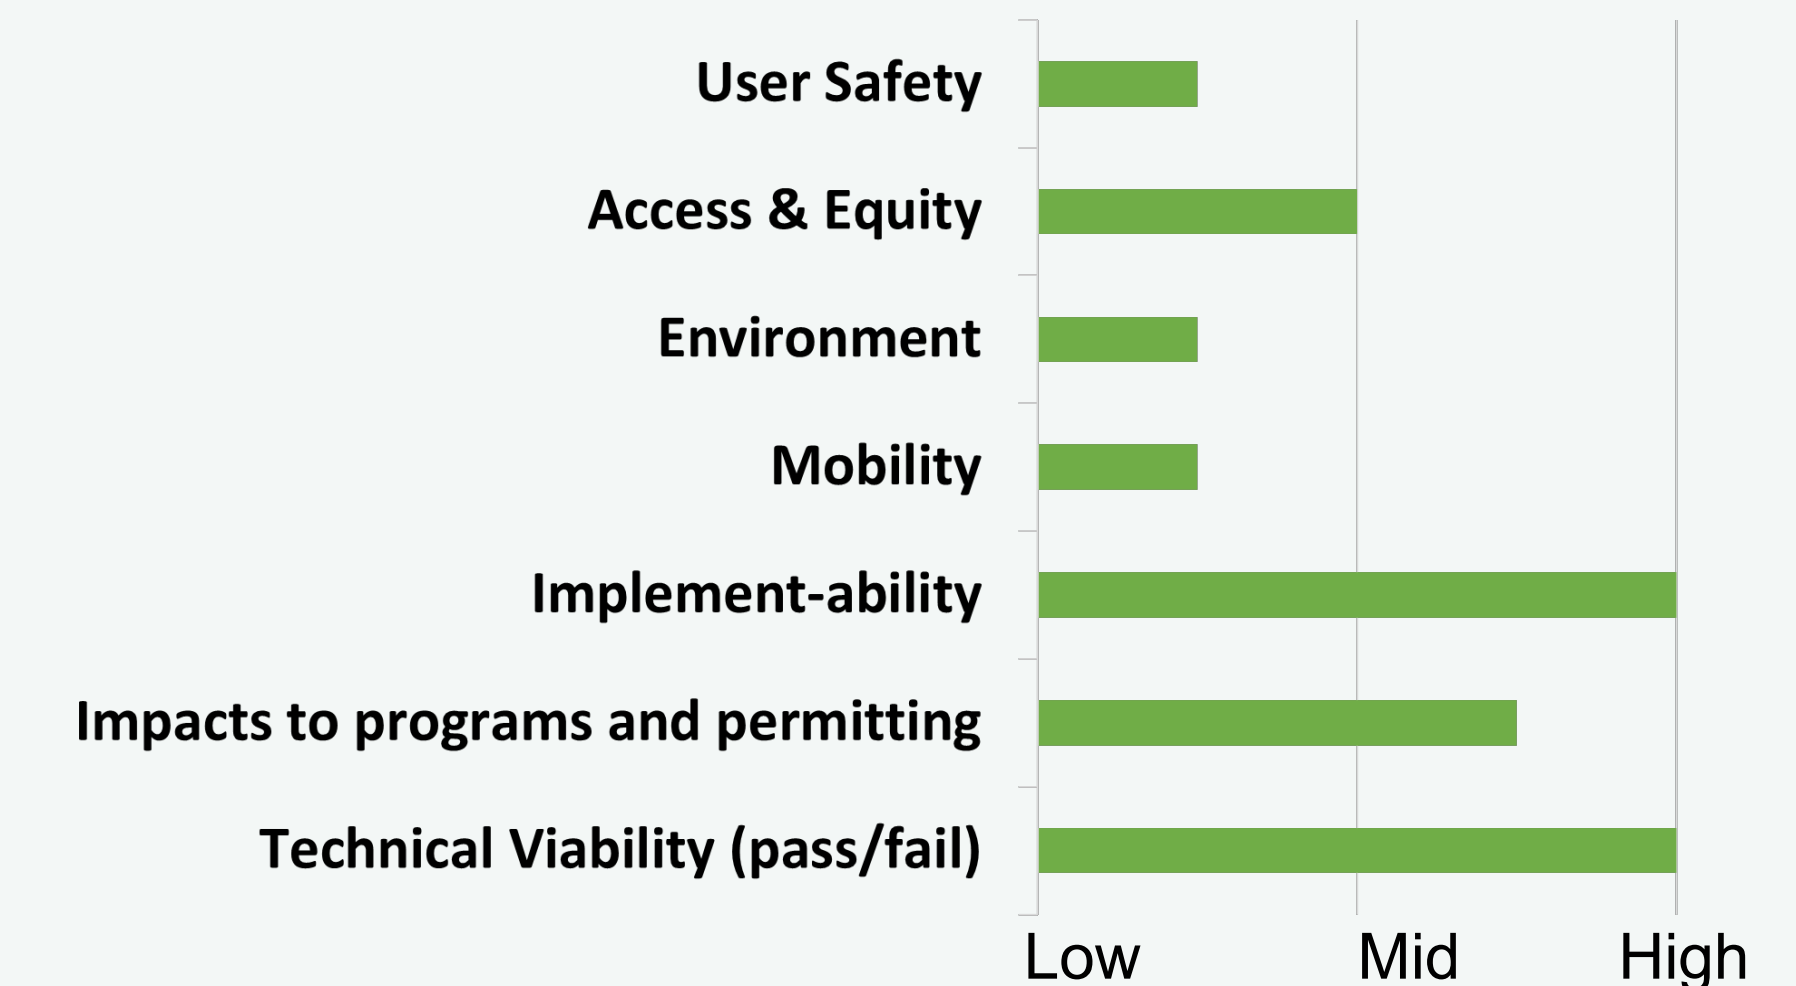 User Safety
Access & Equity
Environment
Mobility
Implement-ability
Impacts to programs and permitting
Technical Viability (pass/fail)
Low Mid High